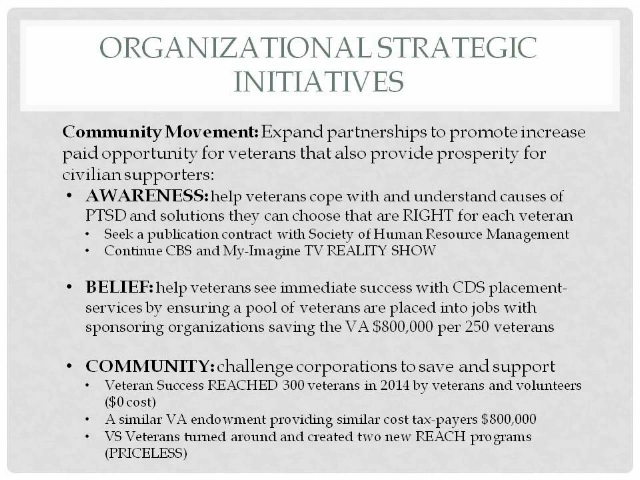 ORGANIZATIONAL STRATEGIC
INITIATIVES
Community Movement: Expand partnerships to promote increase
paid opportunity for veterans that also provide prosperity for
civilian supporters:
• AWARENESS: help veterans cope with and understand causes of
PTSD and solutions they can choose that are RIGHT for each veteran
• Seek a publication contract with Society of Human Resource Management
• Continue CBS and My-Imagine TV REALITY SHOW
• BELIEF: help veterans see immediate success with CDS placement-
services by ensuring a pool of veterans are placed into jobs with
sponsoring organizations saving the VA $800,000 per 250 veterans
• COMMUNITY: challenge corporations to save and support
• Veteran Success REACHED 300 veterans in 2014 by veterans and volunteers
($0 cost)
• A similar VA endowment providing similar cost tax-payers $800,000
• VS Veterans turned around and created two new REACH programs
(PRICELESS)